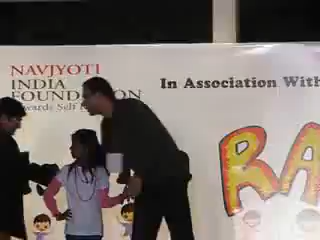 NAVJYOTI
INDIA
FOUNDATION
In Association With
RA